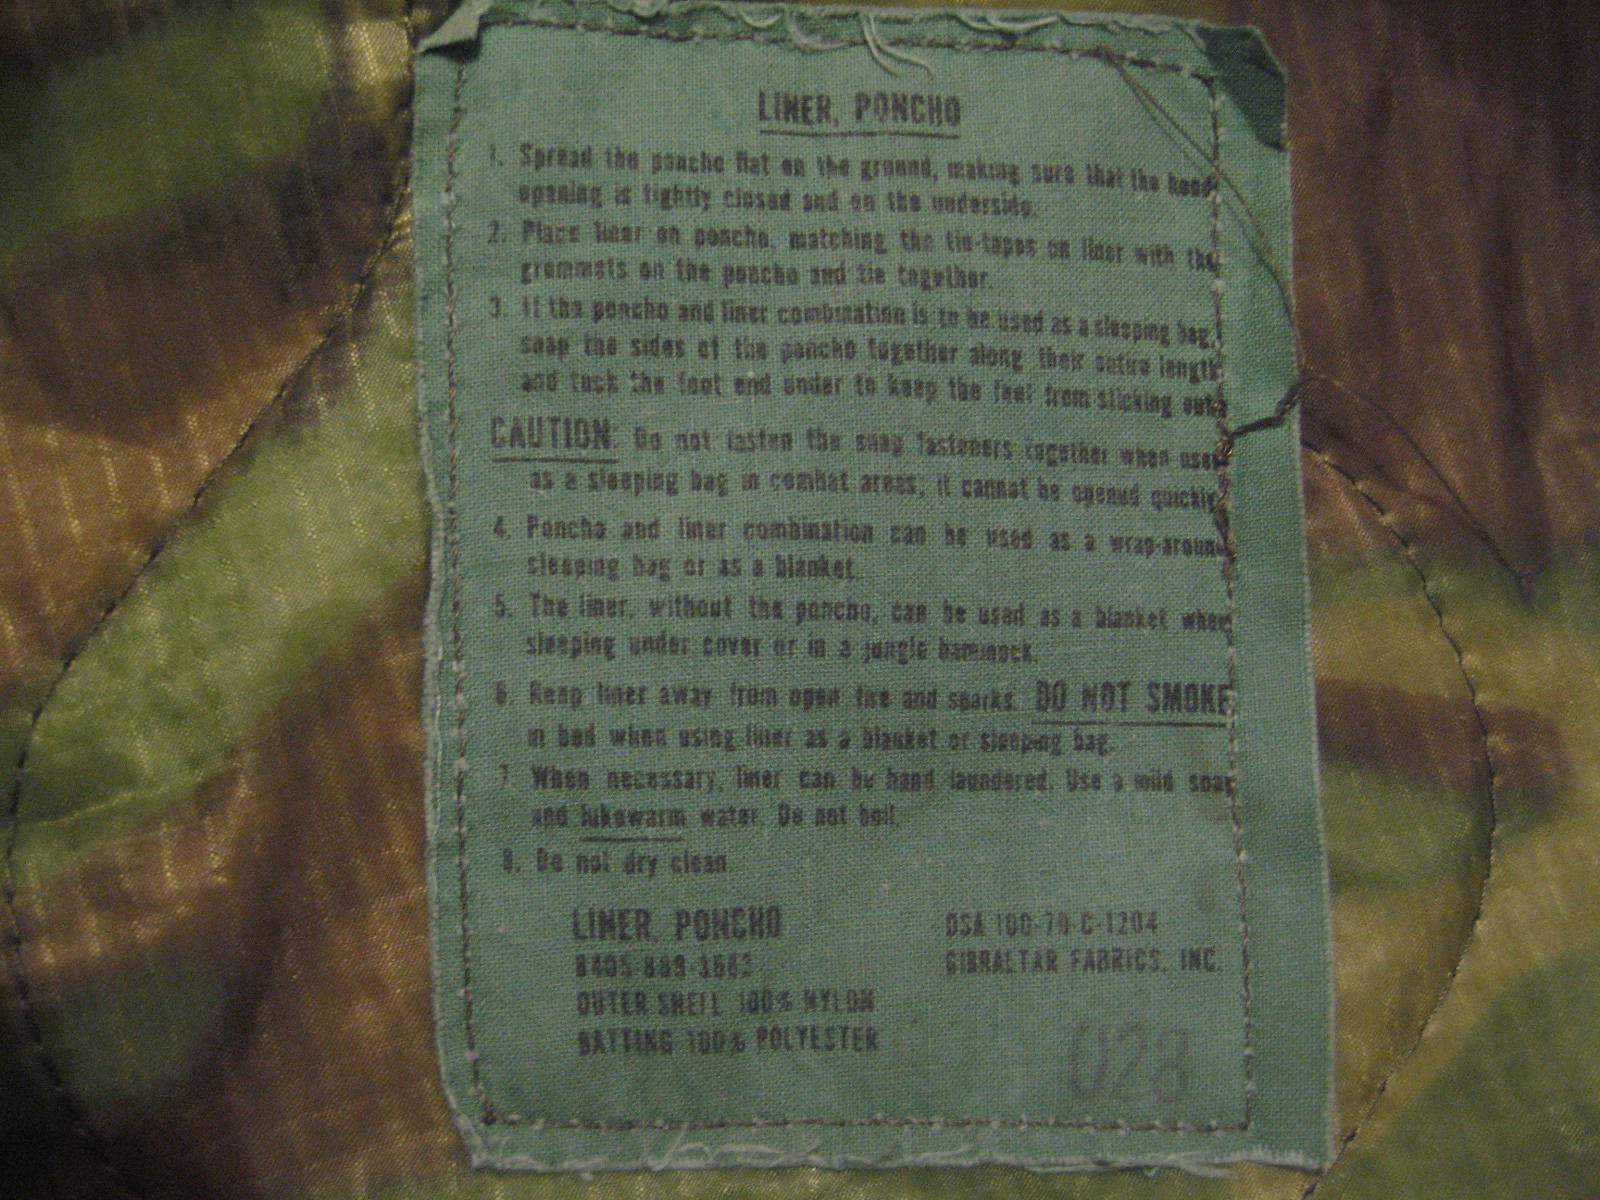 LINER, PONCHO
1. Spread the poncho flat on the ground, making sure that the hood
opening is tightly closed and on the underside.
2. Place liner on poncho, matching the tie-tapes on liner with the
grommets on the poncho and tie together.
3. If the poncho and liner combination is to be used as a sleeping bag,
snap the sides of the poncho together along their entire length
and tuck the foot end under to keep the feet from sticking out.
CAUTION: Do not fasten the snap fasteners together when used
as a sleeping bag in combat areas, it cannot be opened quickly.
4. Poncho and liner combination can be used as a wrap-around
sleeping bag or as a blanket.
5. The liner, without the poncho, can be used as a blanket when
sleeping under cover or in a jungle hammock.
6. Keep liner away from open fire and sparks. DO NOT SMOKE
in bed when using liner as a blanket or sleeping bag.
7. When necessary, liner can be hand laundered. Use a mild soap
and lukewarm water. Do not boil.
8. Do not dry clean.
LINER, PONCHO
8405-889-3683
OUTER SHELL 100% NYLON
BATTING 100% POLYESTER
DSA 100-70-C-1204
GIBRALTAR FABRICS, INC.
028